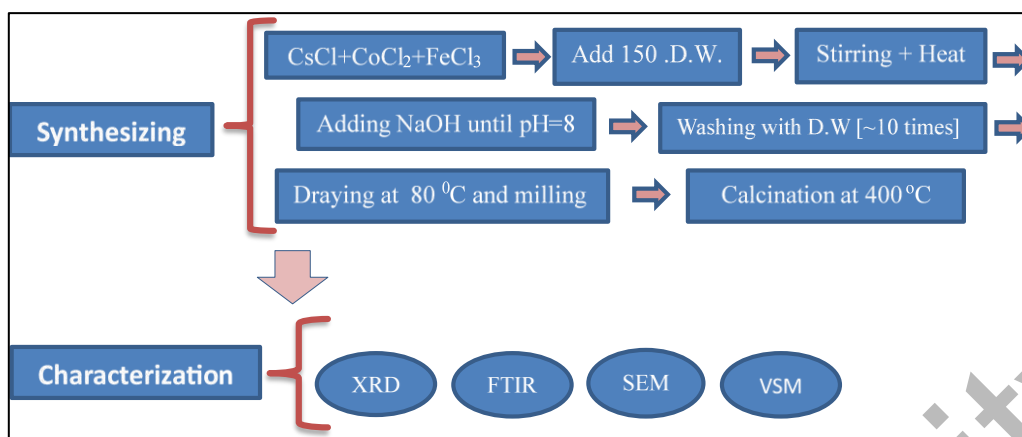 CsCl+CoCl₂+FeCl₃
Add 150 .D.W.
Stirring + Heat
Synthesizing
Adding NaOH until pH=8
Washing with D.W [~10 times]
Draying at 80 ⁰C and milling
Calcination at 400 °C
Characterization
XRD
FTIR
SEM
VSM